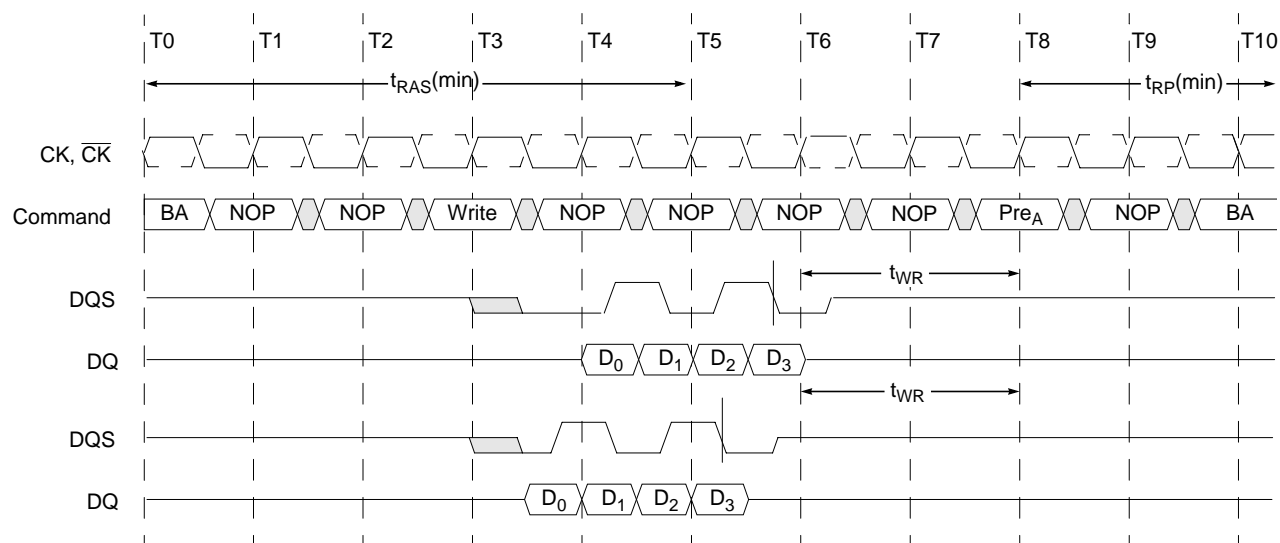 T0 T1 T2 T3 T4 T5 T6 T7 T8 T9 T10
tRAS(min) tRP(min)
CK, C̅K̅
Command BA NOP NOP Write NOP NOP NOP NOP PreA NOP BA
tWR
DQS
DQ D0 D1 D2 D3
tWR
DQS
DQ D0 D1 D2 D3